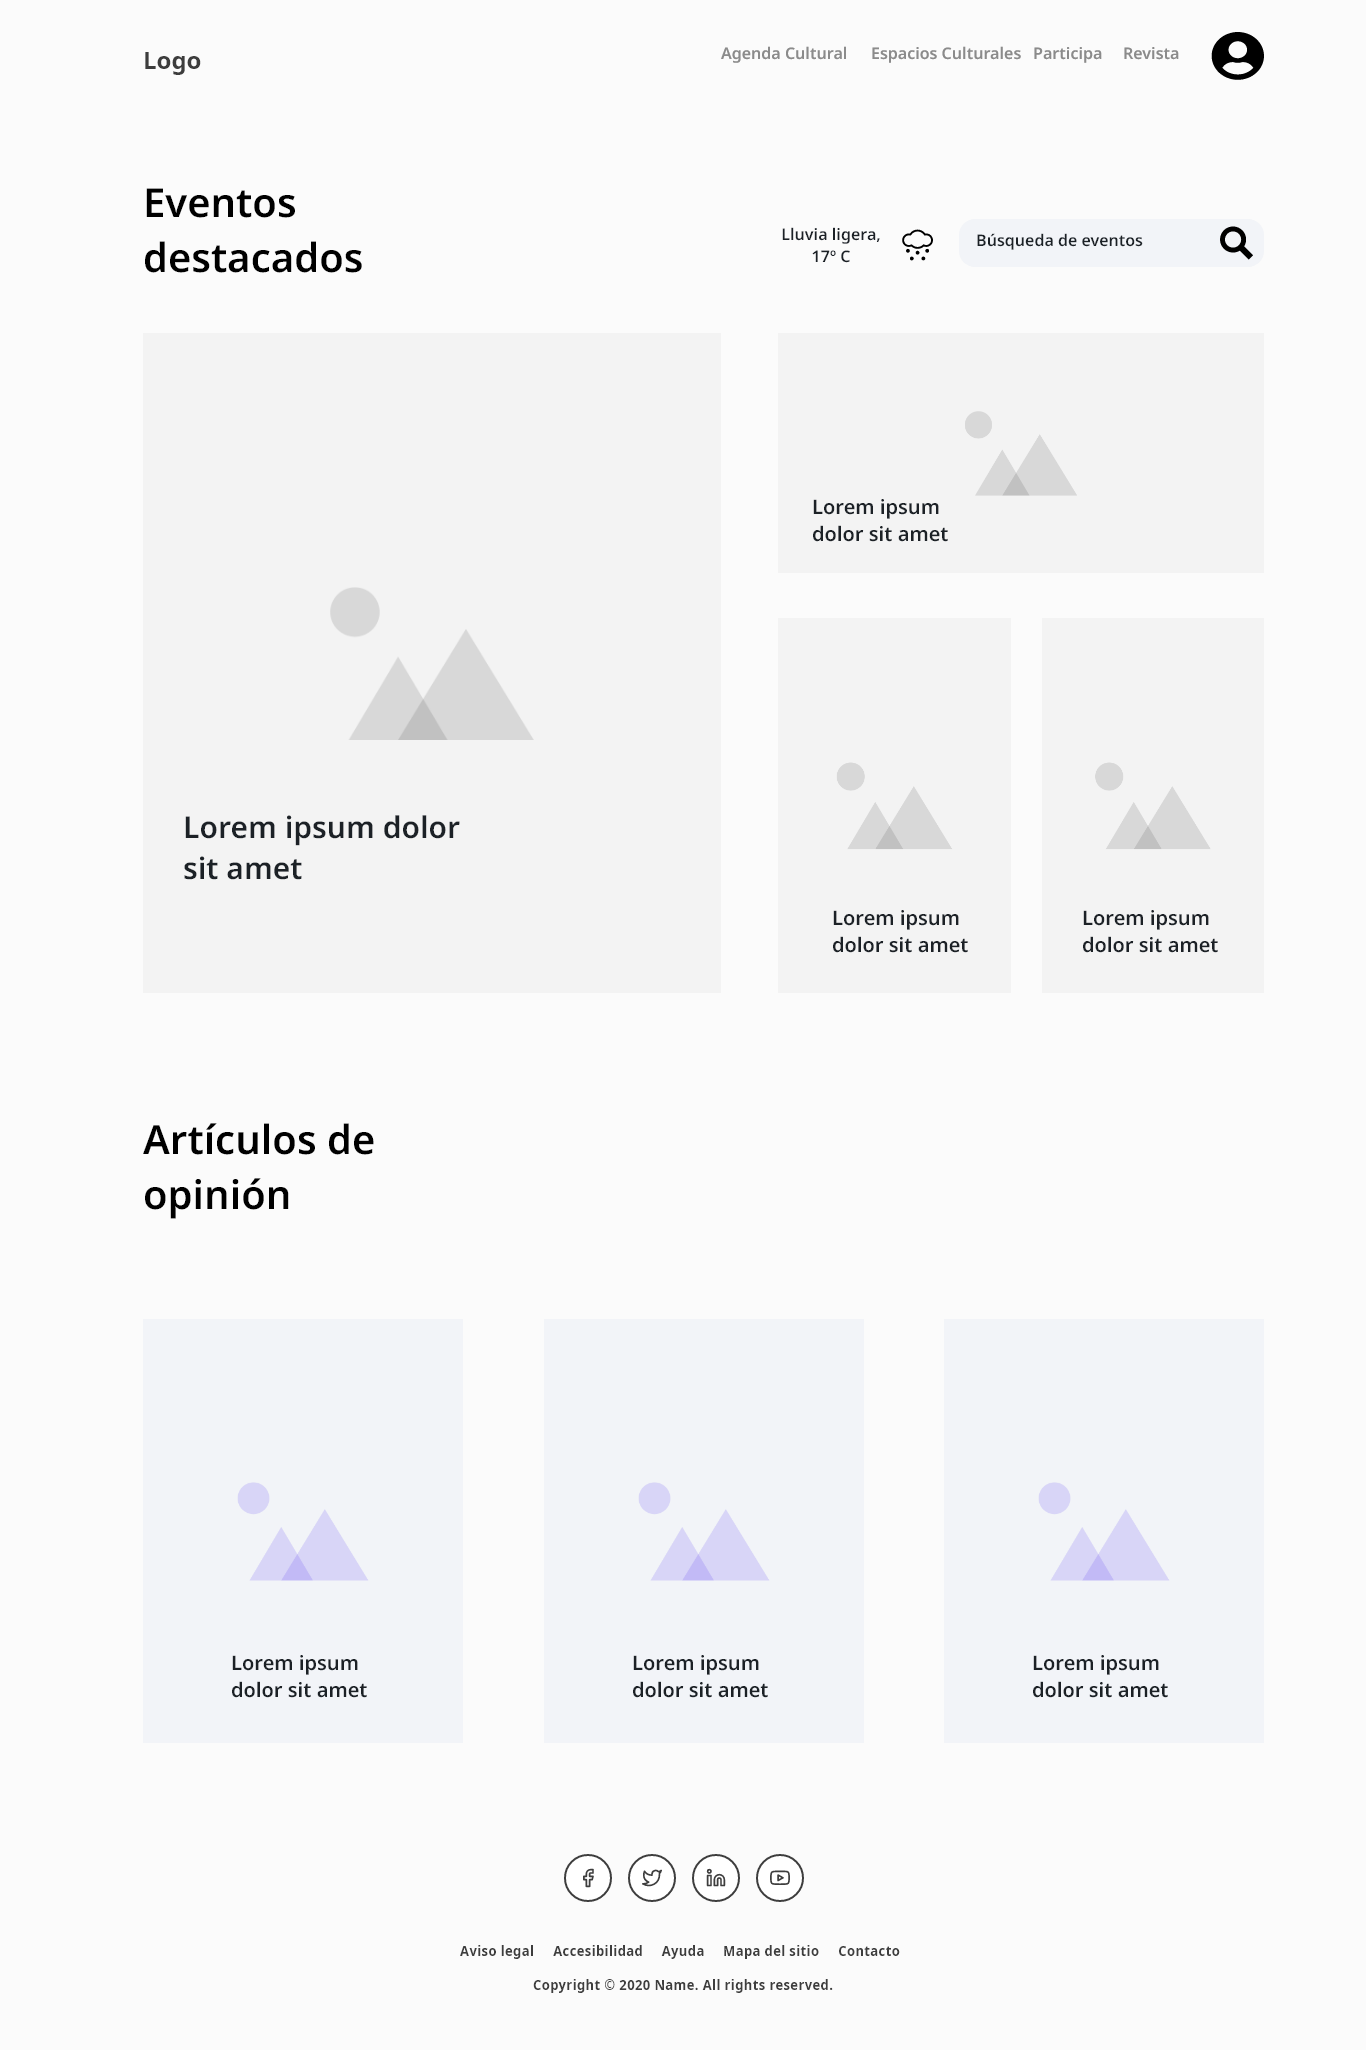 Logo
Agenda Cultural
Espacios Culturales
Participa
Revista
Eventos
destacados
Lluvia ligera,
17º C
Búsqueda de eventos
Lorem ipsum dolor
sit amet
Lorem ipsum
dolor sit amet
Lorem ipsum
dolor sit amet
Lorem ipsum
dolor sit amet
Artículos de
opinión
Lorem ipsum
dolor sit amet
Lorem ipsum
dolor sit amet
Lorem ipsum
dolor sit amet
Aviso legal
Accesibilidad
Ayuda
Mapa del sitio
Contacto
Copyright © 2020 Name. All rights reserved.